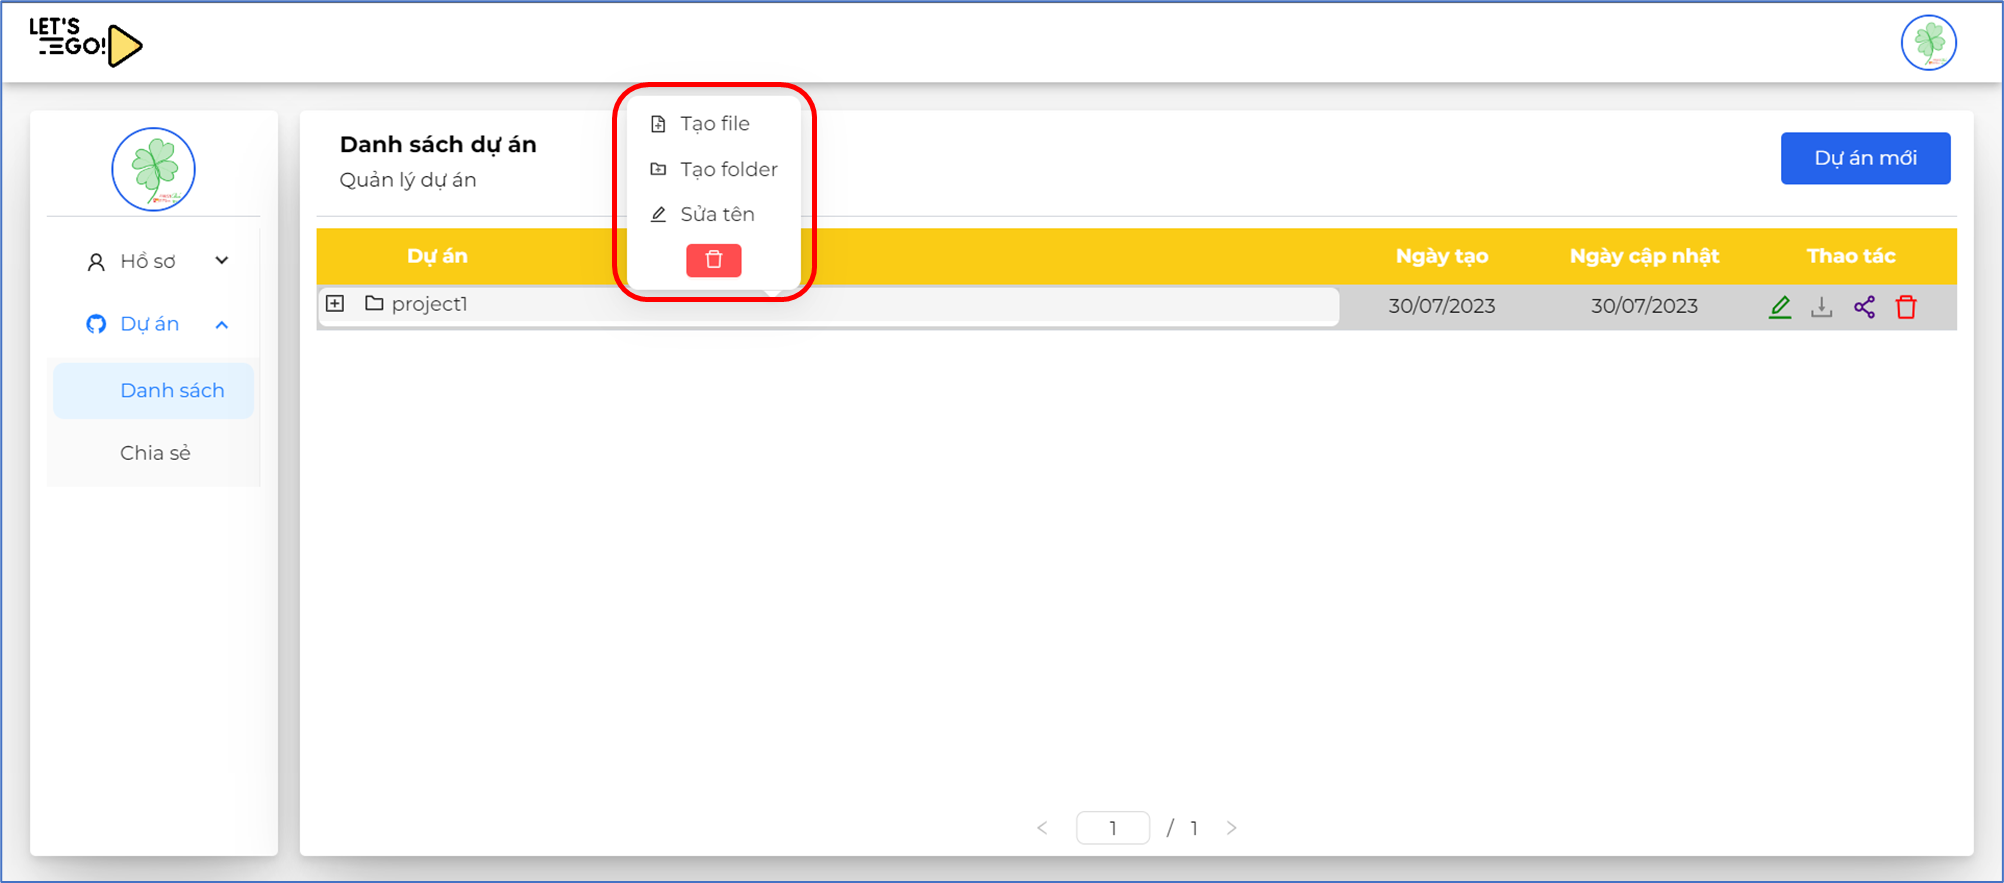 LET'S
GO!
Hồ sơ
Dự án
Danh sách
Chia sẻ
Danh sách dự án
Quản lý dự án
Dự án mới
Tạo file
Tạo folder
Sửa tên
Dự án Ngày tạo Ngày cập nhật Thao tác
project1 30/07/2023 30/07/2023
1 / 1